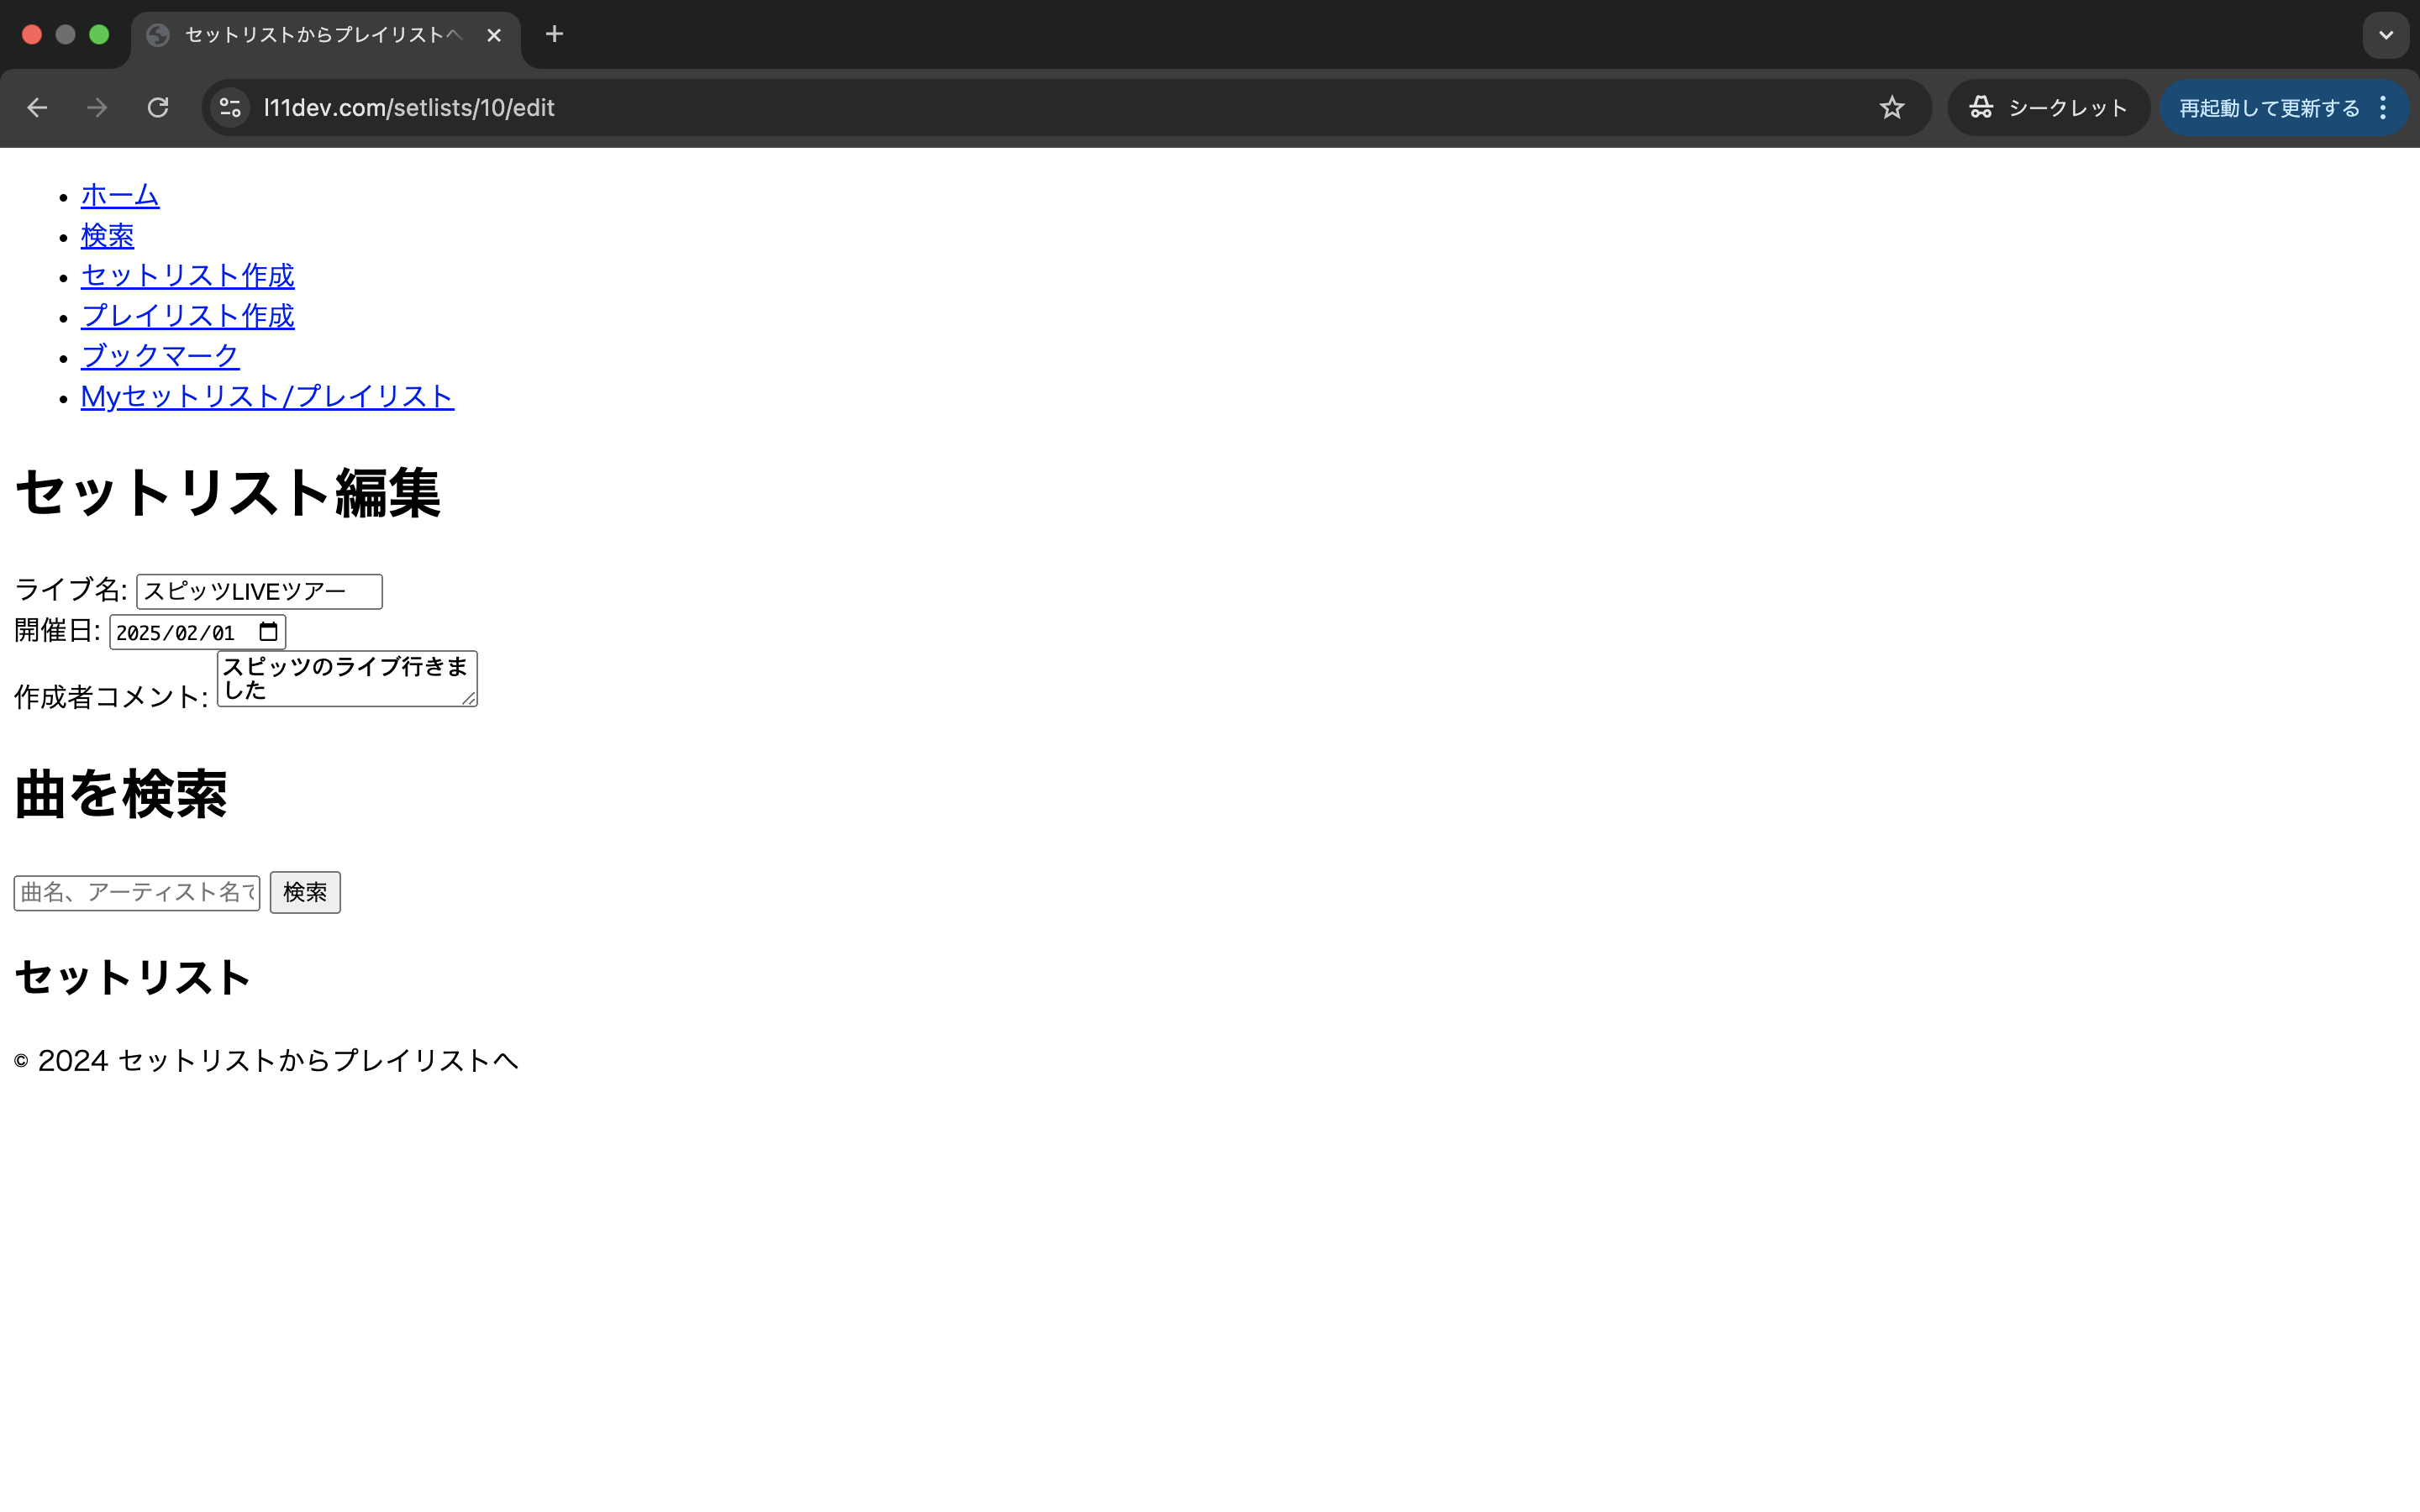 セットリストからプレイリストへ
l11dev.com/setlists/10/edit
シークレット
再起動して更新する
ホーム
検索
セットリスト作成
プレイリスト作成
ブックマーク
Myセットリスト/プレイリスト
セットリスト編集
ライブ名: スピッツLIVEツアー
開催日: 2025/02/01
作成者コメント: スピッツのライブ行きま
した
曲を検索
曲名、アーティスト名で 検索
セットリスト
© 2024 セットリストからプレイリストへ